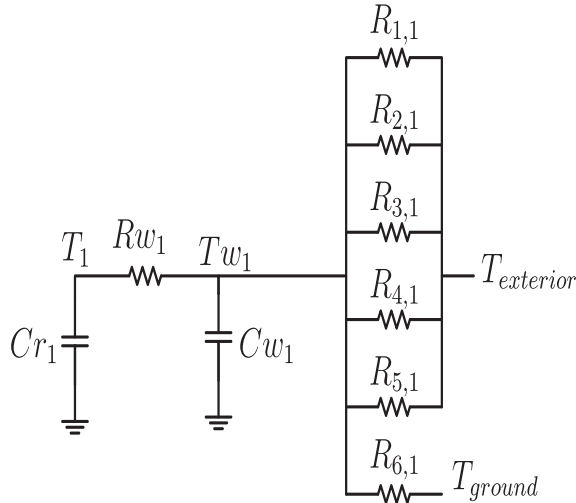 R1,1
R2,1
R3,1
T1
Rw1
Tw1
Texterior
R4,1
Cr1
Cw1
R5,1
R6,1
Tground